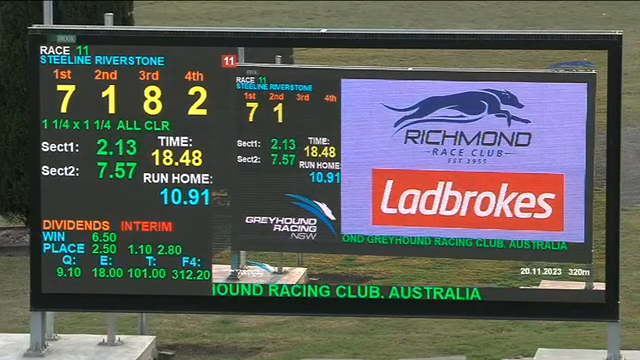 RACE 11
STEELINE RIVERSTONE
1st 2nd 3rd 4th
7 1 8 2
1 1/4 x 1 1/4 ALL CLR
Sect1: 2.13
Sect2: 7.57
TIME:
18.48
RUN HOME:
10.91
DIVIDENDS INTERIM
WIN 6.50
PLACE 2.50 1.10 2.80
Q: E: T: F4:
9.10 18.00 101.00 312.20
11
RACE 11
STEELINE RIVERSTONE
1st 2nd 3rd 4th
7 1
Sect1: 2.13
Sect2: 7.57
TIME:
18.48
RUN HOME:
10.91
GREYHOUND
RACING
NSW
RICHMOND
RACE CLUB
EST 1955
Ladbrokes
OND GREYHOUND RACING CLUB. AUSTRALIA
20.11.2023 320m
HOUND RACING CLUB. AUSTRALIA